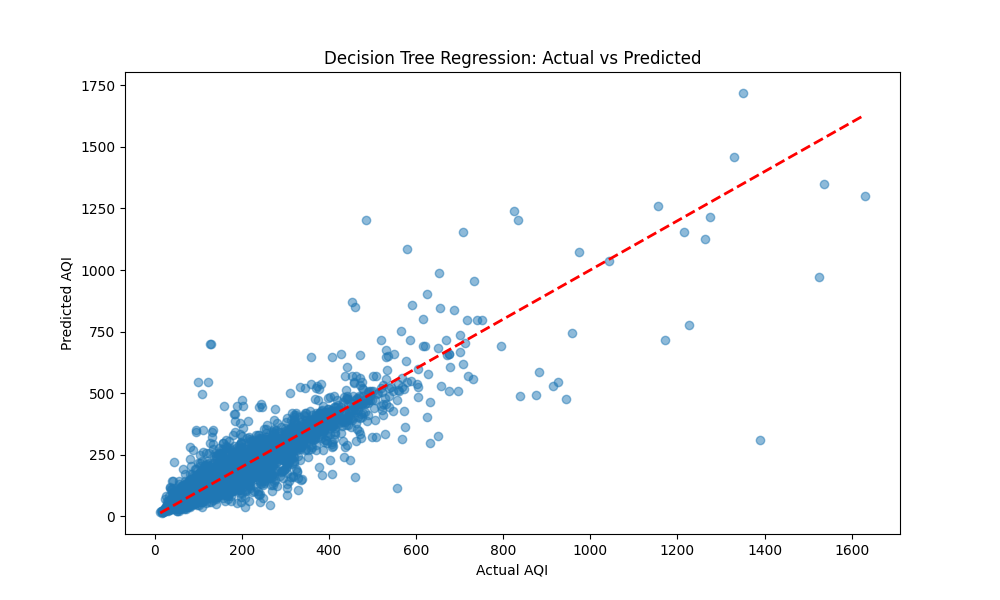 Decision Tree Regression: Actual vs Predicted
1750
1500
1250
1000
750
500
250
0
Predicted AQI
0 200 400 600 800 1000 1200 1400 1600
Actual AQI